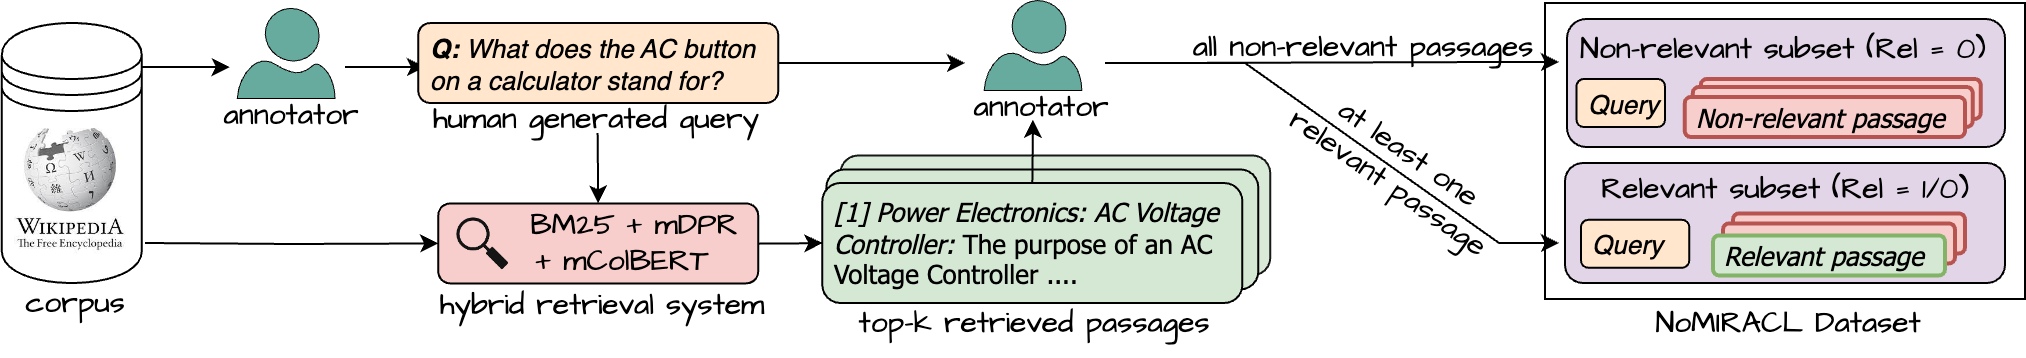 WIKIPEDIA
The Free Encyclopedia
corpus
annotator
Q: What does the AC button
on a calculator stand for?
human generated query
BM25 + mDPR
+ mColBERT
hybrid retrieval system
[1] Power Electronics: AC Voltage
Controller: The purpose of an AC
Voltage Controller ....
top-k retrieved passages
annotator
all non-relevant passages
at least one
relevant passage
Non-relevant subset (Rel = 0)
Query
Non-relevant passage
Relevant subset (Rel = 1/0)
Query
Relevant passage
NoMIRACL Dataset